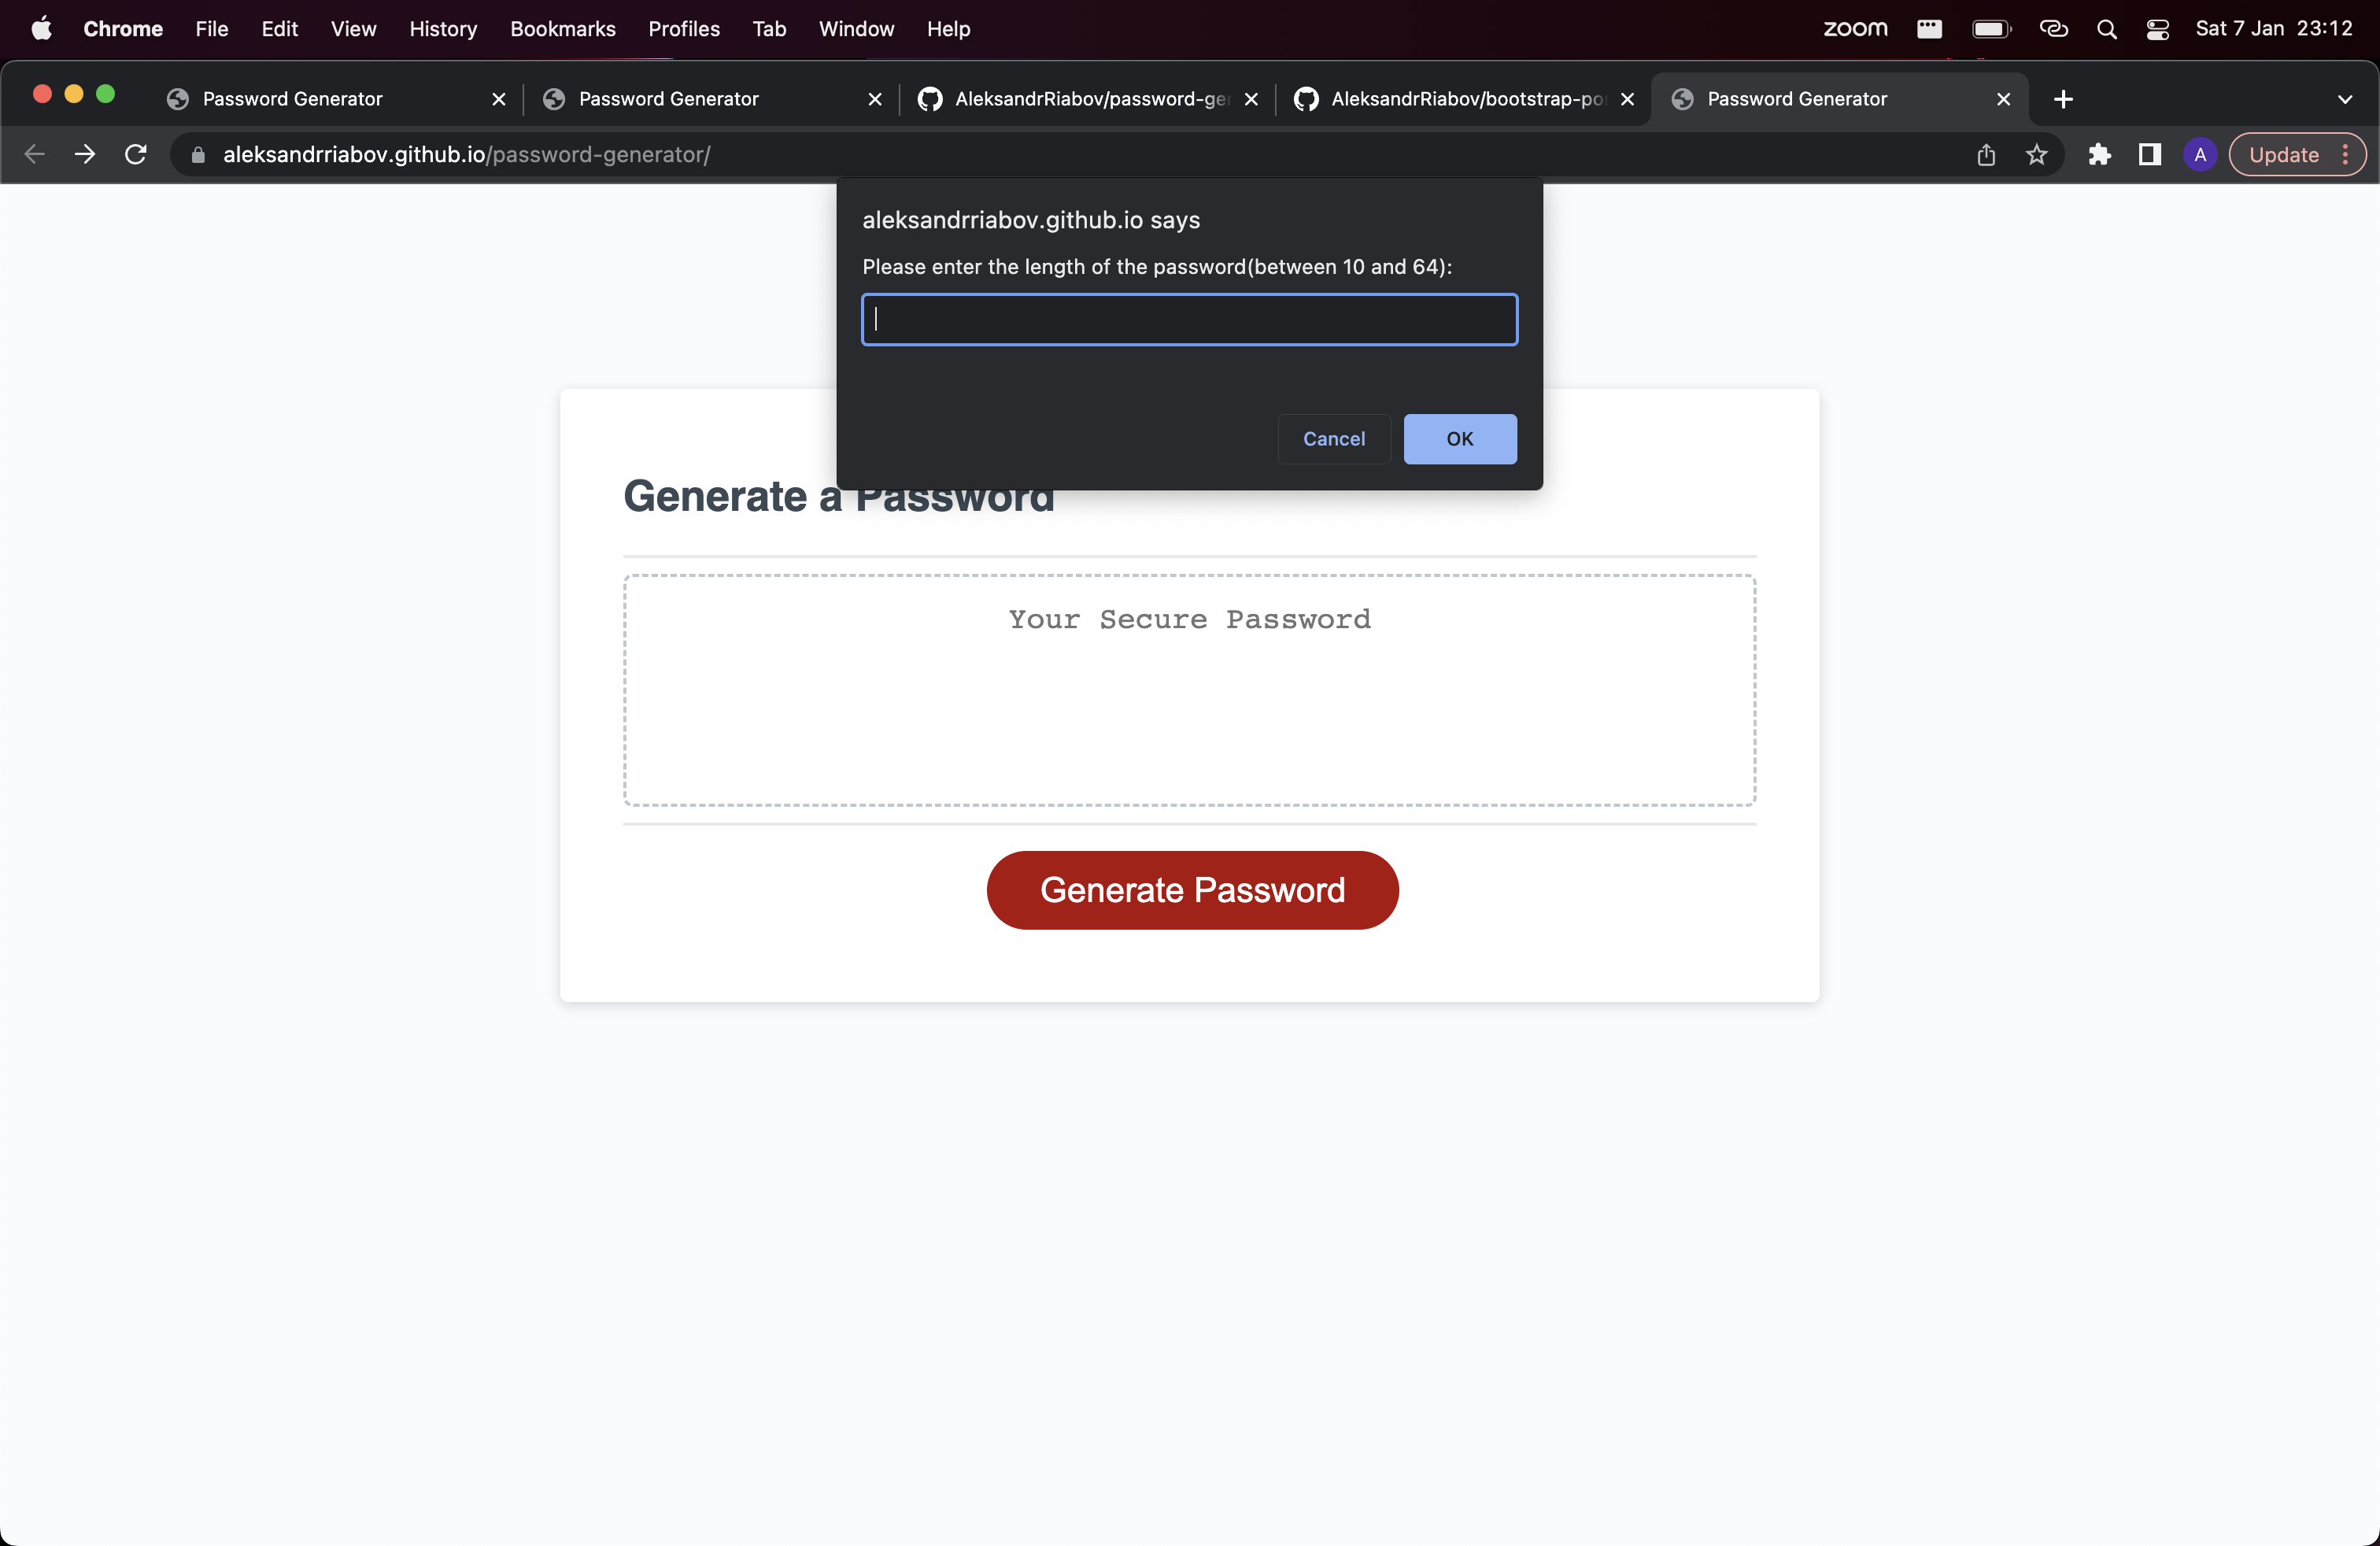 Chrome File Edit View History Bookmarks Profiles Tab Window Help zoom Sat 7 Jan 23:12
Password Generator Password Generator AleksandrRiabov/password-ge AleksandrRiabov/bootstrap-po Password Generator
aleksandrriabov.github.io/password-generator/ A Update
aleksandrriabov.github.io says
Please enter the length of the password(between 10 and 64):
Cancel OK
Generate a Password
Your Secure Password
Generate Password